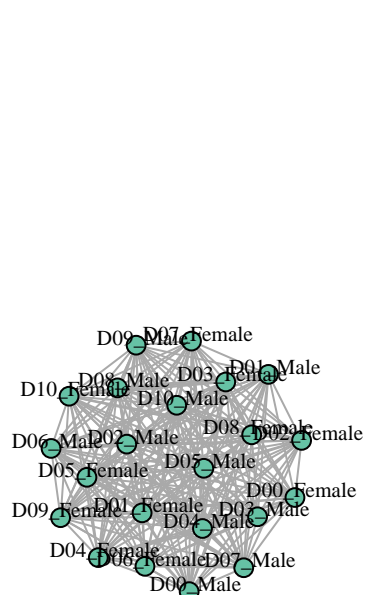 D07_Female
D09_Male
D01_Male
D03_Female
D08_Male
D10_Female
D10_Male
D08_Female
D02_Female
D06_Male
D02_Male
D05_Male
D05_Female
D00_Female
D01_Female
D09_Female
D03_Male
D04_Male
D04_Female
D06_Female
D07_Male
D00_Male